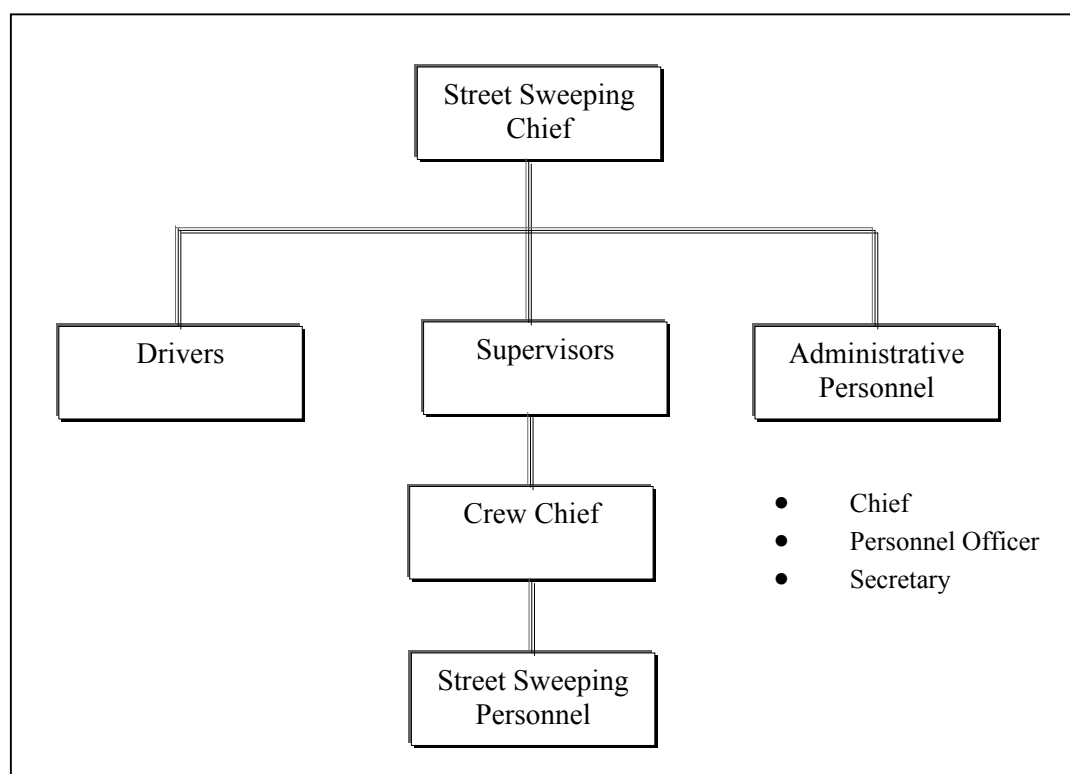 Street Sweeping
Chief
Drivers
Supervisors
Administrative
Personnel
Crew Chief
• Chief
• Personnel Officer
• Secretary
Street Sweeping
Personnel